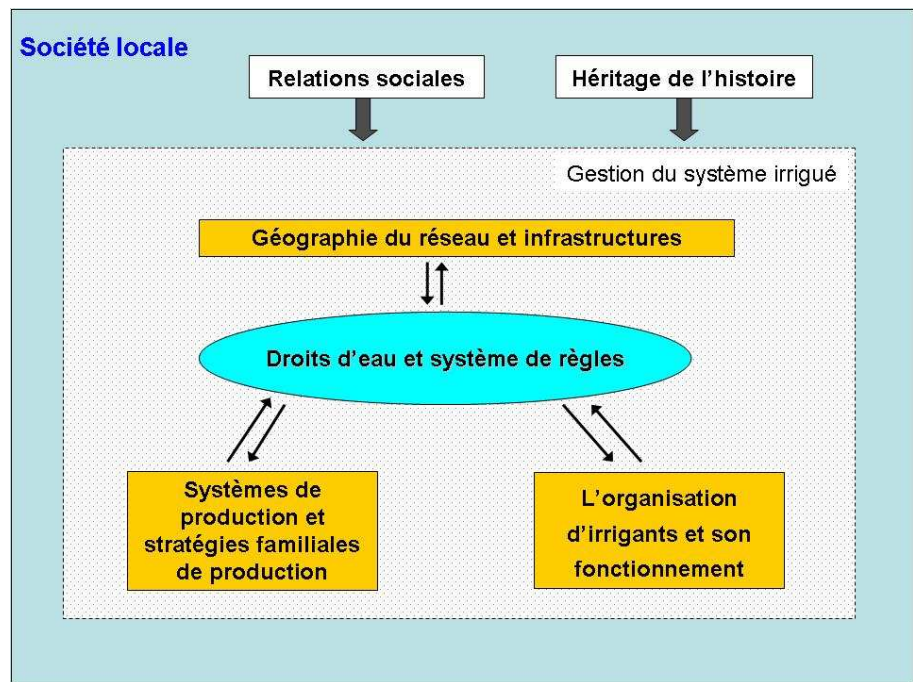 Société locale
Relations sociales
Héritage de l'histoire
Gestion du système irrigué
Géographie du réseau et infrastructures
Droits d'eau et système de règles
Systèmes de
production et
stratégies familiales
de production
L'organisation
d'irrigants et son
fonctionnement